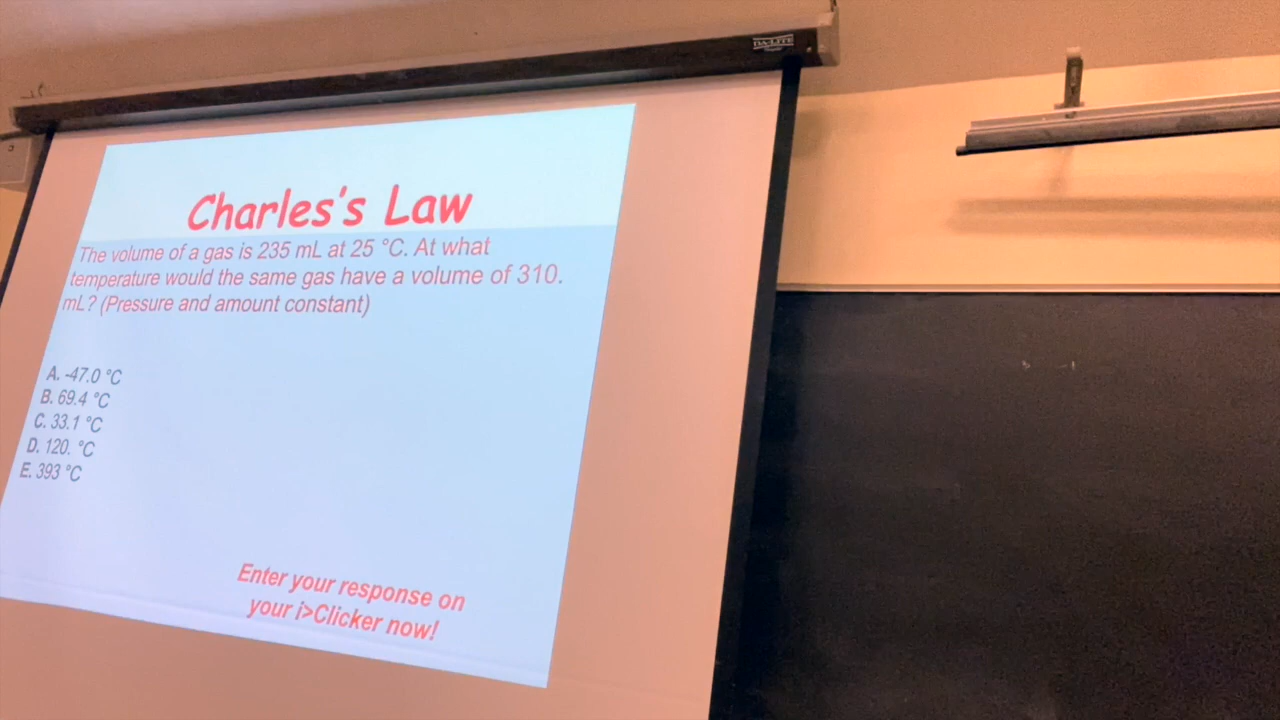 DA-LITE
Charles's Law
The volume of a gas is 235 mL at 25 °C. At what
temperature would the same gas have a volume of 310.
mL? (Pressure and amount constant)
A. -47.0 °C
B. 69.4 °C
C. 33.1 °C
D. 120. °C
E. 393 °C
Enter your response on
your i>Clicker now!